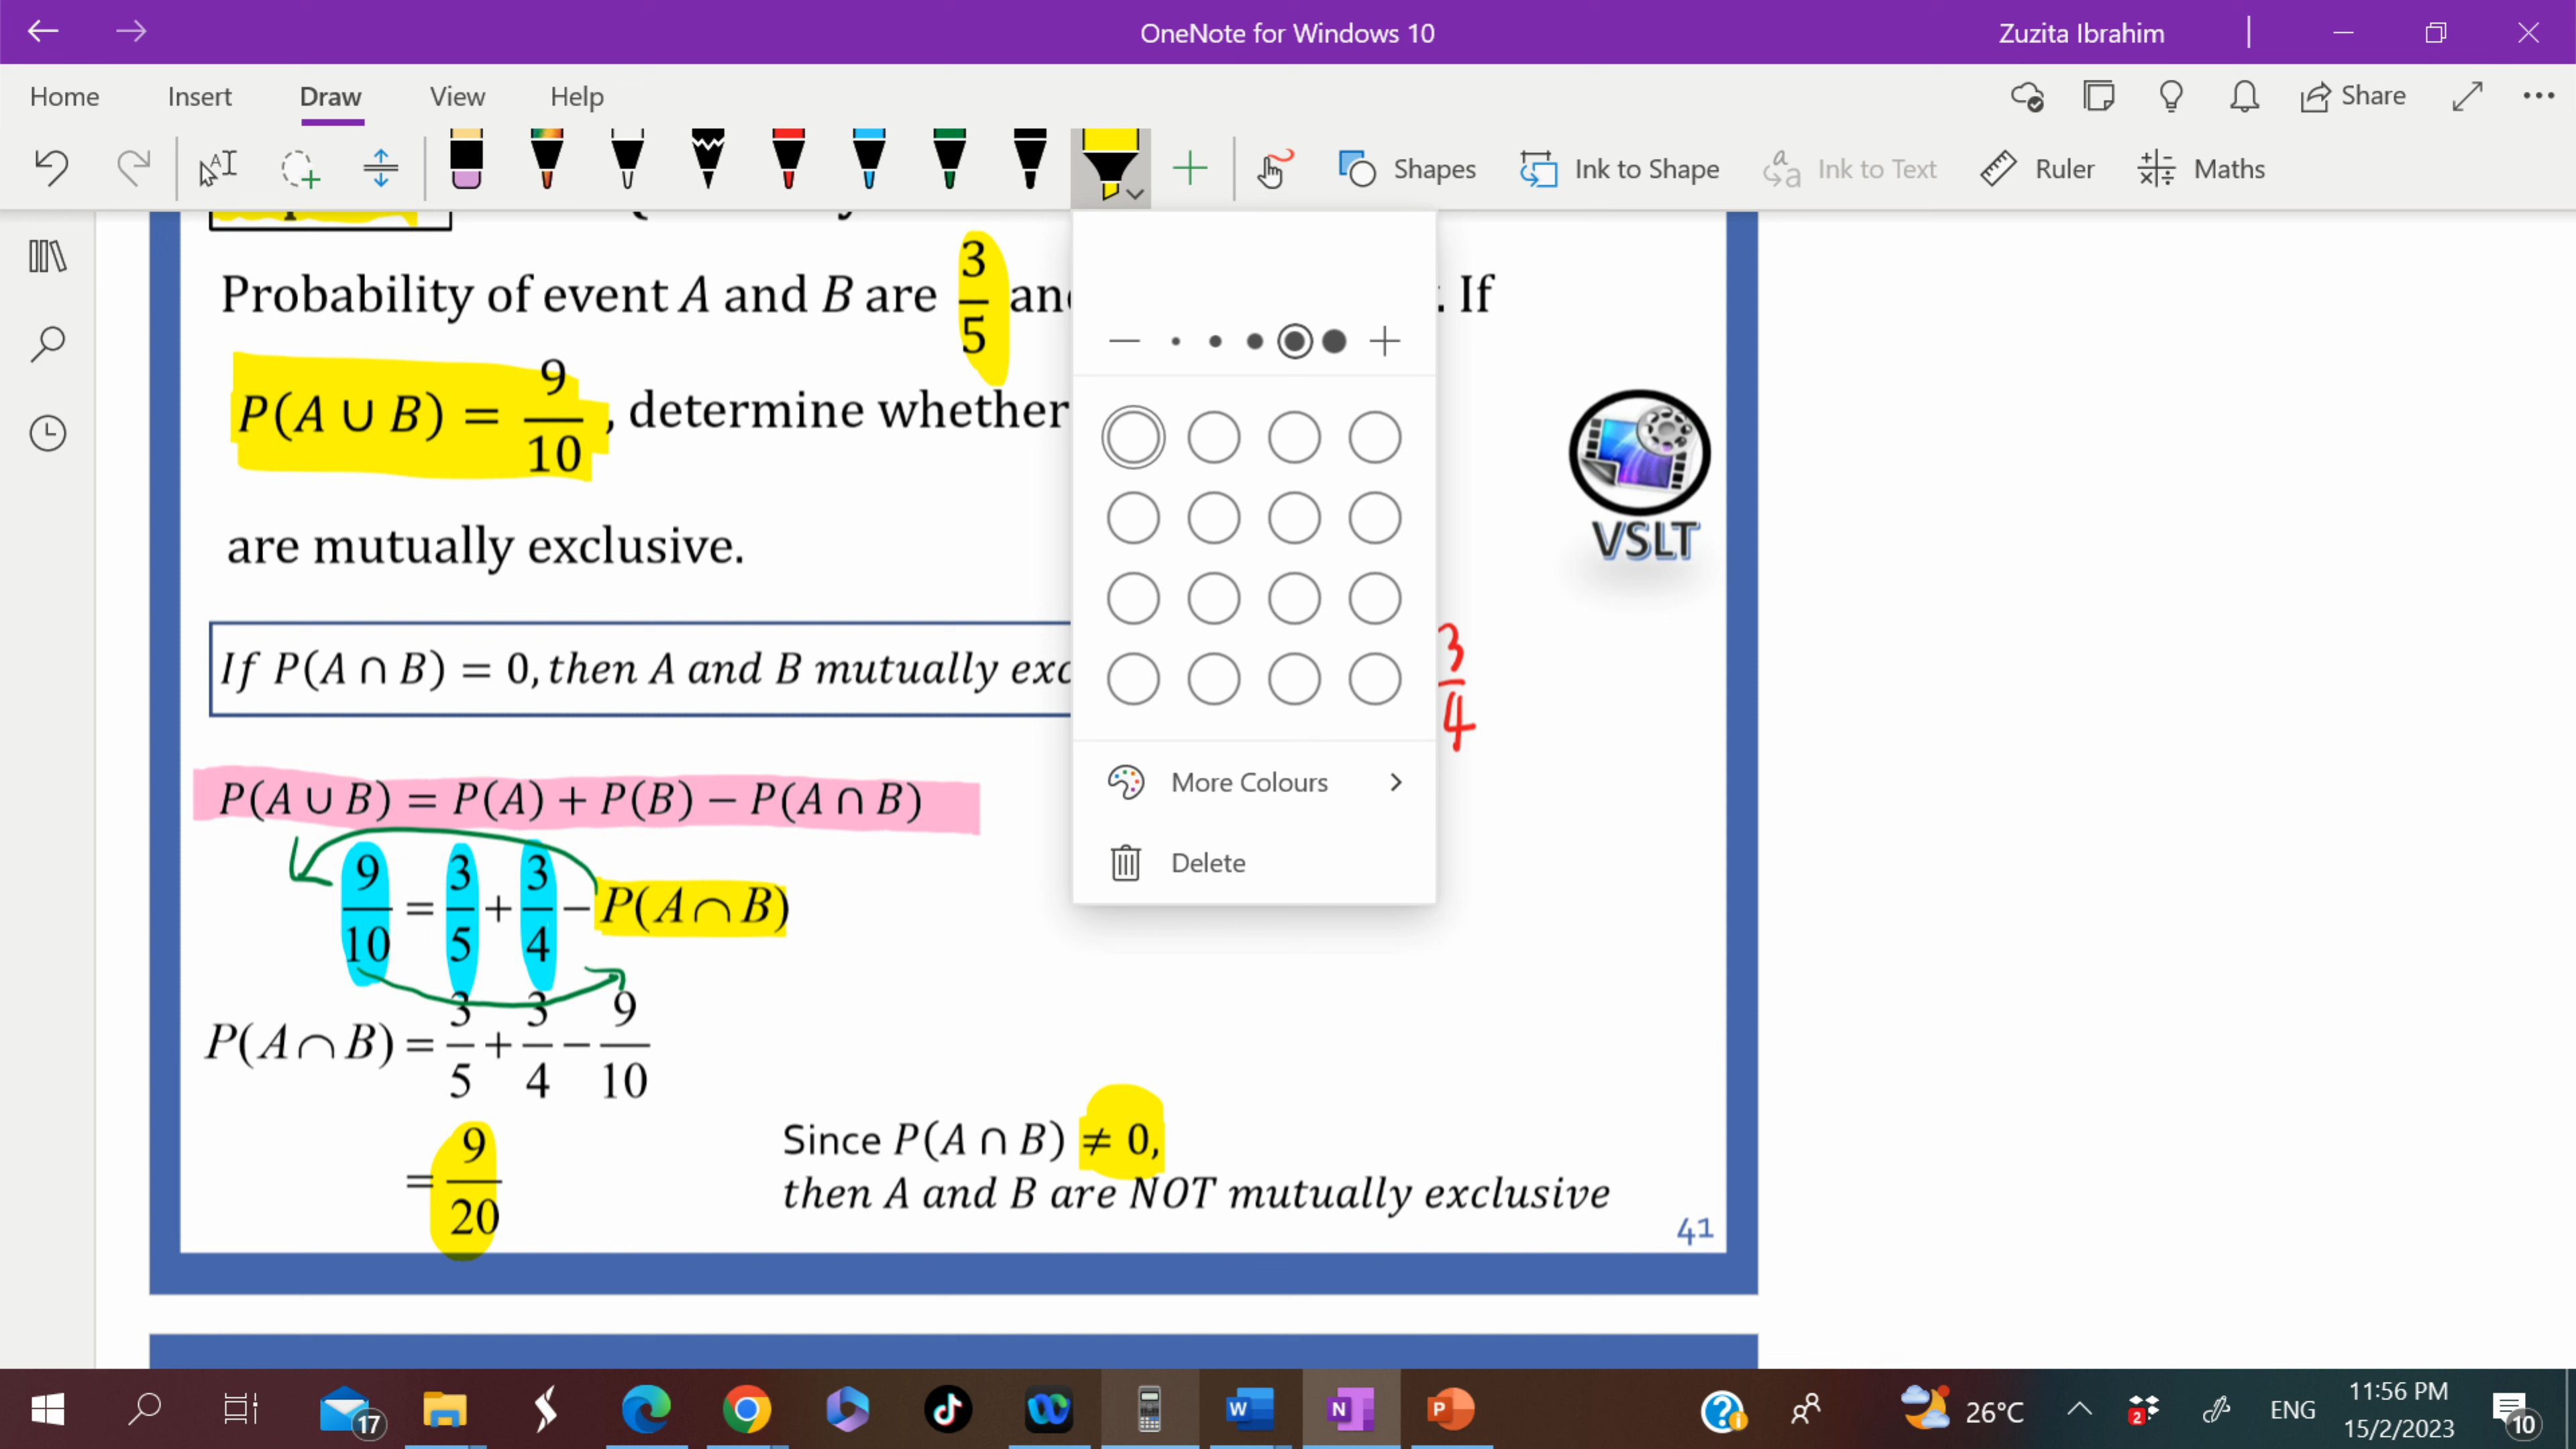 OneNote for Windows 10
Zuzita Ibrahim
Home Insert Draw View Help
Share
Shapes Ink to Shape Ink to Text Ruler Maths
Probability of event A and B are 3/5 . If
P(A ∪ B) = 9/10, determine whether
are mutually exclusive.
VSLT
If P(A ∩ B) = 0, then A and B mutually
3/4
More Colours
Delete
P(A ∪ B) = P(A) + P(B) − P(A ∩ B)
9/10 = 3/5 + 3/4 − P(A ∩ B)
P(A ∩ B) = 3/5 + 3/4 − 9/10
= 9/20
Since P(A ∩ B) ≠ 0,
then A and B are NOT mutually exclusive
41
17
26°C
2
ENG
11:56 PM
15/2/2023
10